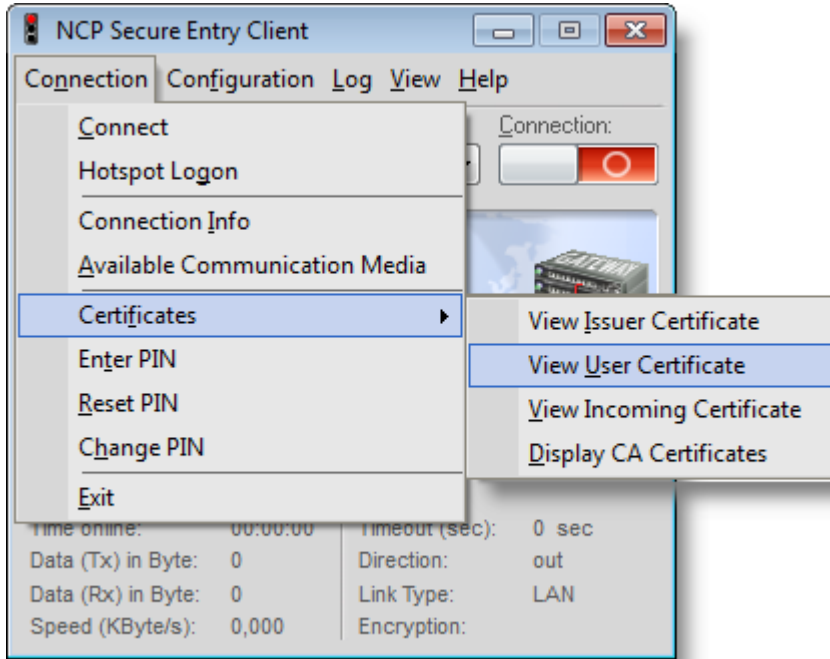 NCP Secure Entry Client
Connection Configuration Log View Help
Connect
Connection:
Hotspot Logon
Connection Info
Available Communication Media
GATEWAY
Certificates
View Issuer Certificate
Enter PIN
View User Certificate
Reset PIN
View Incoming Certificate
Change PIN
Display CA Certificates
Exit
Time online: 00:00:00 Timeout (sec): 0 sec
Data (Tx) in Byte: 0 Direction: out
Data (Rx) in Byte: 0 Link Type: LAN
Speed (KByte/s): 0,000 Encryption: